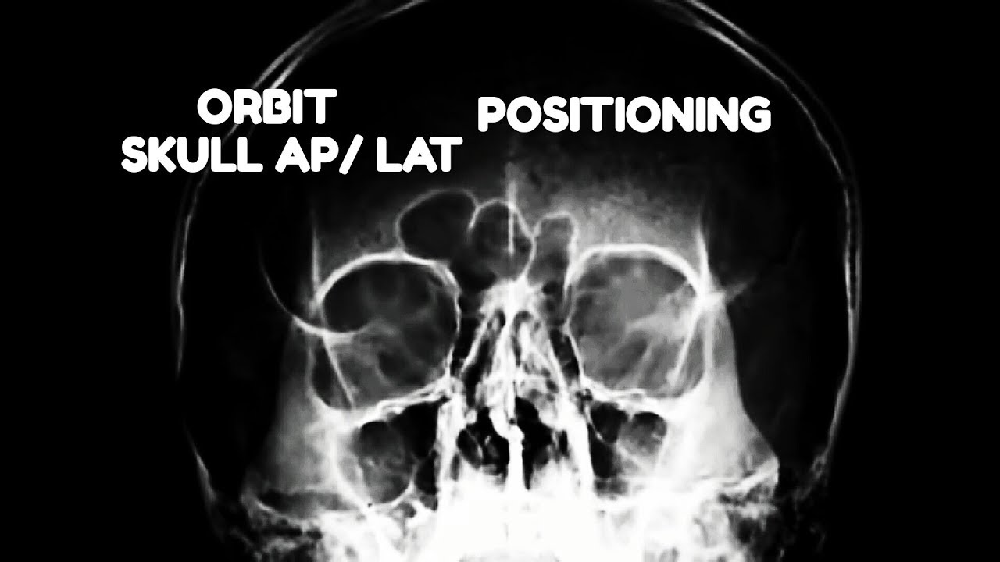 ORBIT
SKULL AP/ LAT
POSITIONING